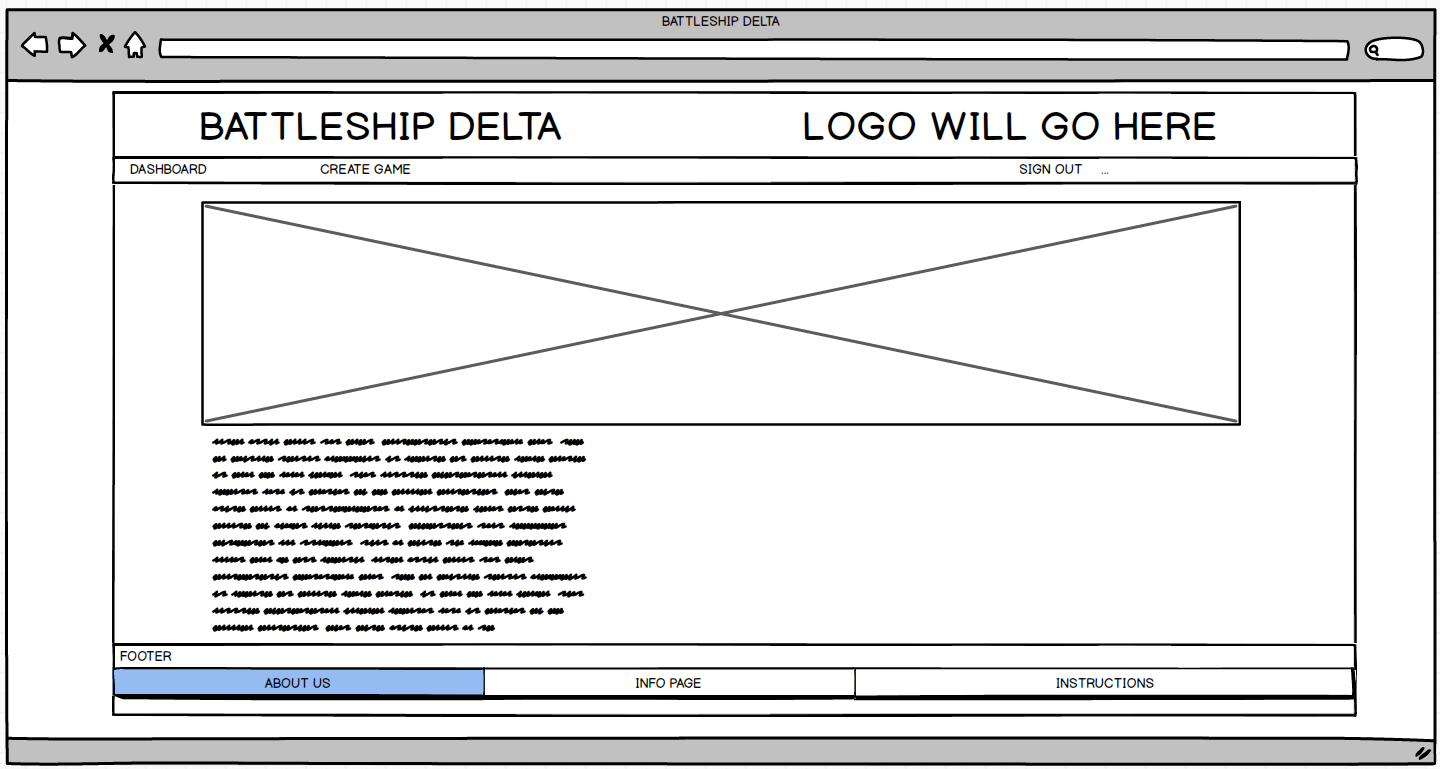 BATTLESHIP DELTA
BATTLESHIP DELTA LOGO WILL GO HERE
DASHBOARD CREATE GAME SIGN OUT ...
FOOTER
ABOUT US INFO PAGE INSTRUCTIONS